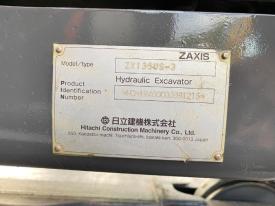 ZAXIS
Model/type ZX135US-3
Hydraulic Excavator
Product
Identification
Number
日立建機株式会社
Hitachi Construction Machinery Co., Ltd.